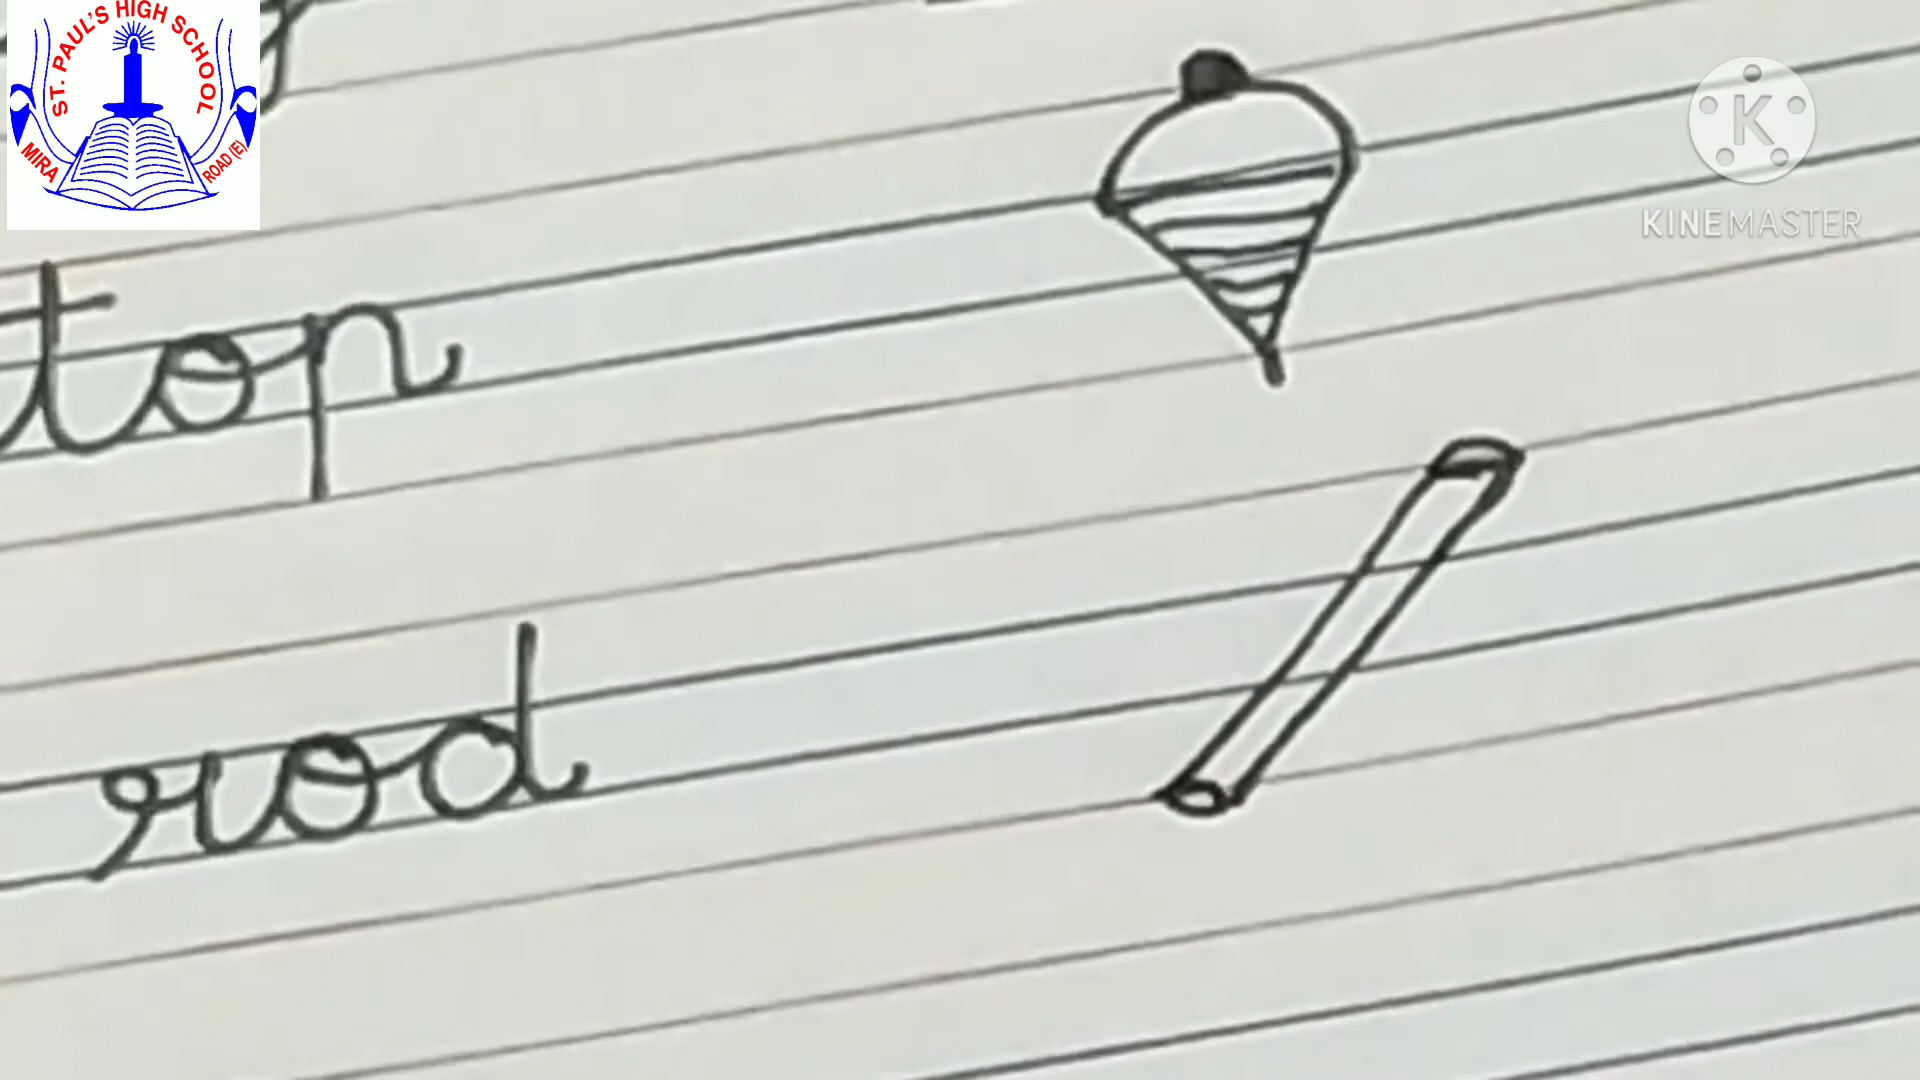 ST. PAUL'S HIGH SCHOOL
MIRA ROAD (E)
K
KINEMASTER
top
rod